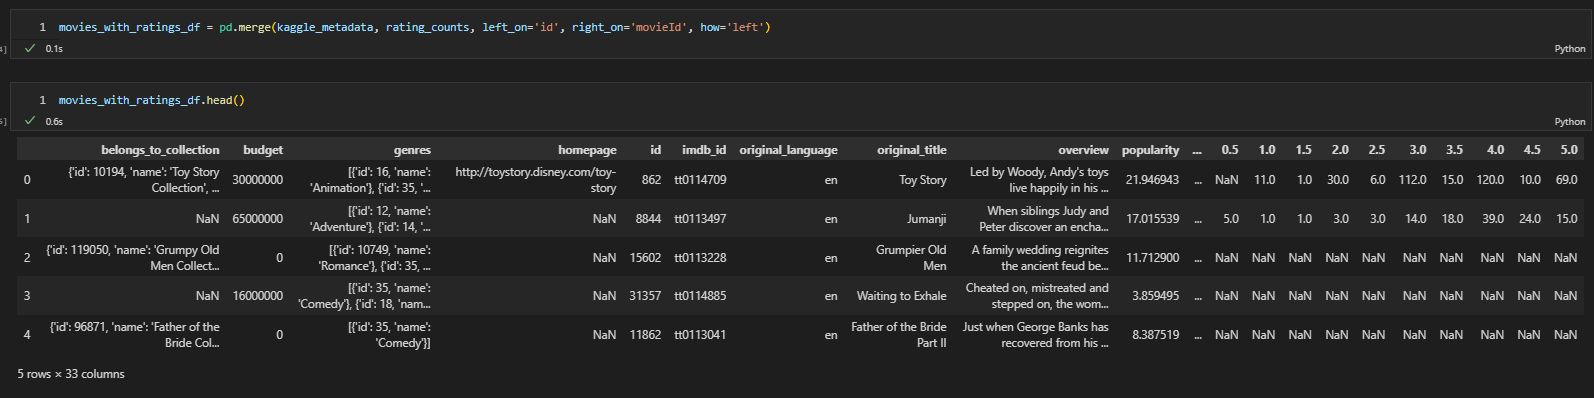 1 movies_with_ratings_df = pd.merge(kaggle_metadata, rating_counts, left_on='id', right_on='movieId', how='left')
4] ✓ 0.1s Python
1 movies_with_ratings_df.head()
] ✓ 0.6s Python
belongs_to_collection budget genres homepage id imdb_id original_language original_title overview popularity ... 0.5 1.0 1.5 2.0 2.5 3.0 3.5 4.0 4.5 5.0
0 {'id': 10194, 'name': 'Toy Story Collection', ... 30000000 [{'id': 16, 'name': 'Animation'}, {'id': 35, '... http://toystory.disney.com/toy-story 862 tt0114709 en Toy Story Led by Woody, Andy's toys live happily in his ... 21.946943 ... NaN 11.0 1.0 30.0 6.0 112.0 15.0 120.0 10.0 69.0
1 NaN 65000000 [{'id': 12, 'name': 'Adventure'}, {'id': 14, '... NaN 8844 tt0113497 en Jumanji When siblings Judy and Peter discover an encha... 17.015539 ... 5.0 1.0 1.0 3.0 3.0 14.0 18.0 39.0 24.0 15.0
2 {'id': 119050, 'name': 'Grumpy Old Men Collect... 0 [{'id': 10749, 'name': 'Romance'}, {'id': 35, ... NaN 15602 tt0113228 en Grumpier Old Men A family wedding reignites the ancient feud be... 11.712900 ... NaN NaN NaN NaN NaN NaN NaN NaN NaN NaN
3 NaN 16000000 [{'id': 35, 'name': 'Comedy'}, {'id': 18, 'nam... NaN 31357 tt0114885 en Waiting to Exhale Cheated on, mistreated and stepped on, the wom... 3.859495 ... NaN NaN NaN NaN NaN NaN NaN NaN NaN NaN
4 {'id': 96871, 'name': 'Father of the Bride Col... 0 [{'id': 35, 'name': 'Comedy'}] NaN 11862 tt0113041 en Father of the Bride Part II Just when George Banks has recovered from his ... 8.387519 ... NaN NaN NaN NaN NaN NaN NaN NaN NaN NaN
5 rows × 33 columns